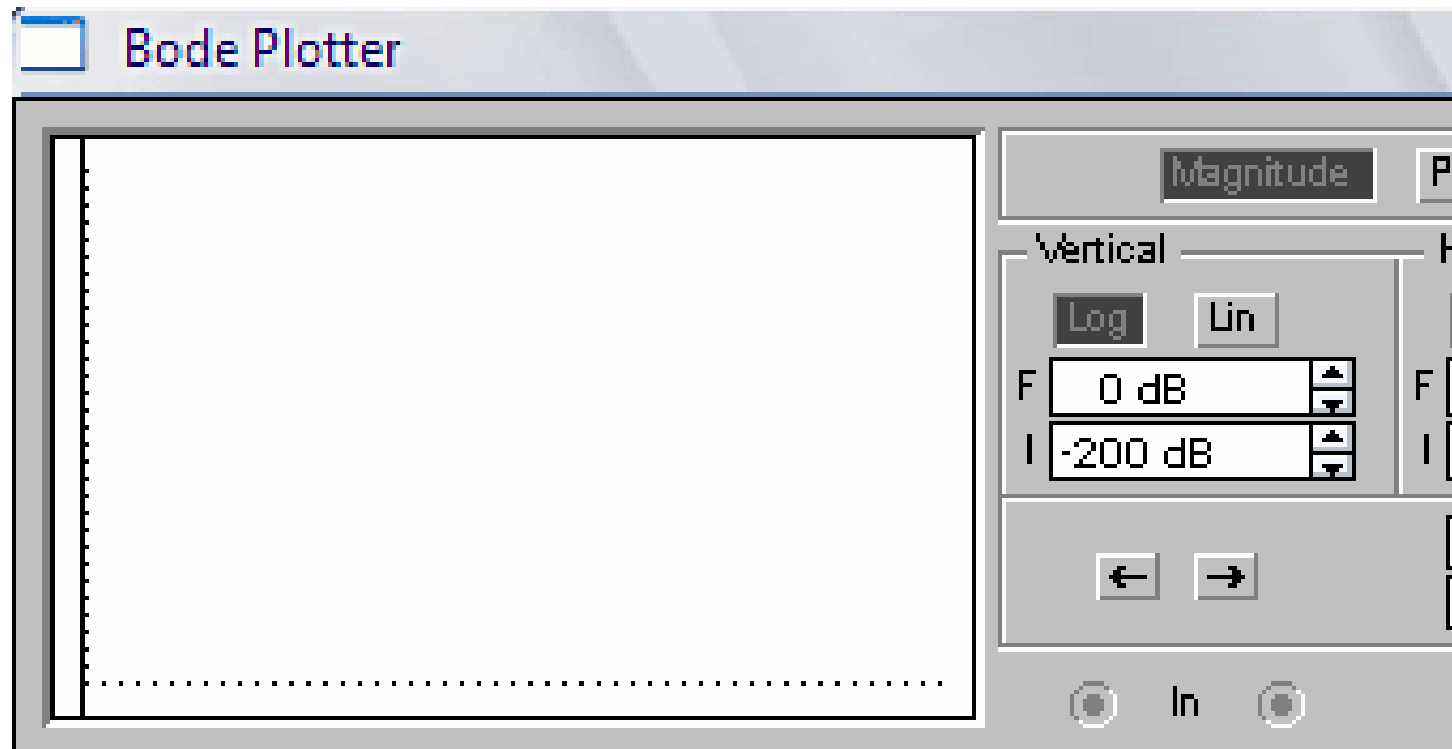 Bode Plotter
Magnitude P
Vertical H
Log Lin
F 0 dB F
I -200 dB I
← →
In